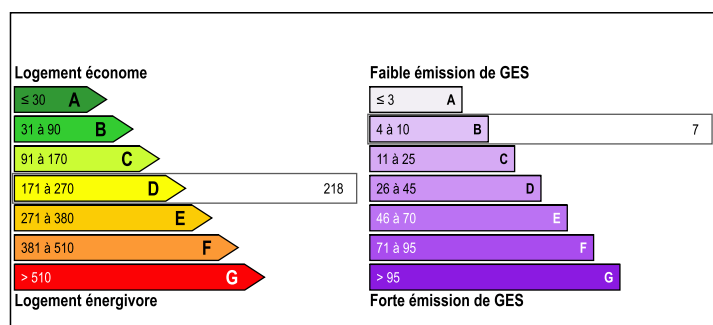 Logement économe
≤ 30 A
31 à 90 B
91 à 170 C
171 à 270 D 218
271 à 380 E
381 à 510 F
> 510 G
Logement énergivore
Faible émission de GES
≤ 3 A
4 à 10 B 7
11 à 25 C
26 à 45 D
46 à 70 E
71 à 95 F
> 95 G
Forte émission de GES